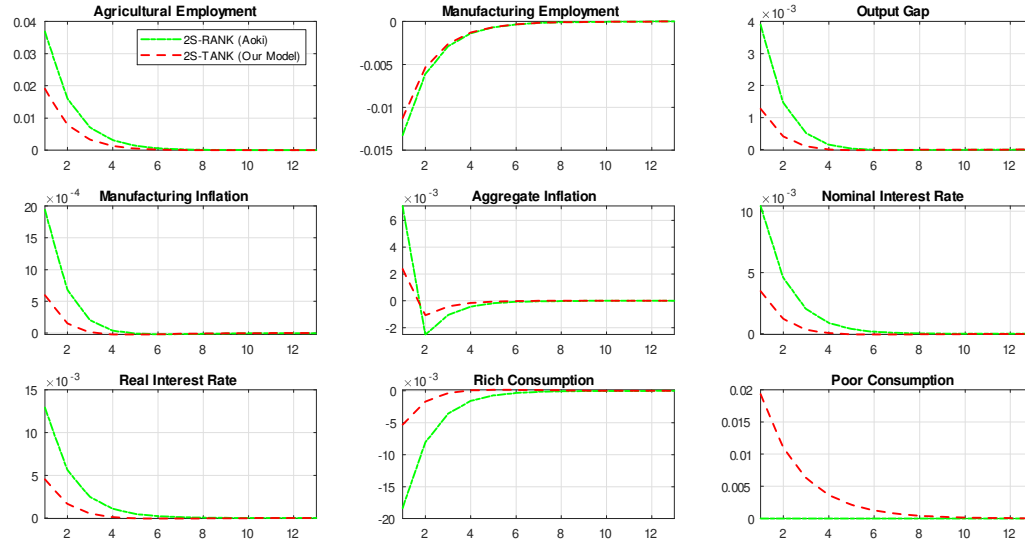 Agricultural Employment
0.04
0.03
0.02
0.01
0
2 4 6 8 10 12
2S-RANK (Aoki)
2S-TANK (Our Model)
Manufacturing Employment
0
-0.005
-0.01
-0.015
2 4 6 8 10 12
Output Gap
×10⁻³
4
3
2
1
0
2 4 6 8 10 12
Manufacturing Inflation
×10⁻⁴
20
15
10
5
0
2 4 6 8 10 12
Aggregate Inflation
×10⁻³
6
4
2
0
-2
2 4 6 8 10 12
Nominal Interest Rate
×10⁻³
10
5
0
2 4 6 8 10 12
Real Interest Rate
×10⁻³
15
10
5
0
2 4 6 8 10 12
Rich Consumption
×10⁻³
0
-5
-10
-15
-20
2 4 6 8 10 12
Poor Consumption
0.02
0.015
0.01
0.005
0
2 4 6 8 10 12